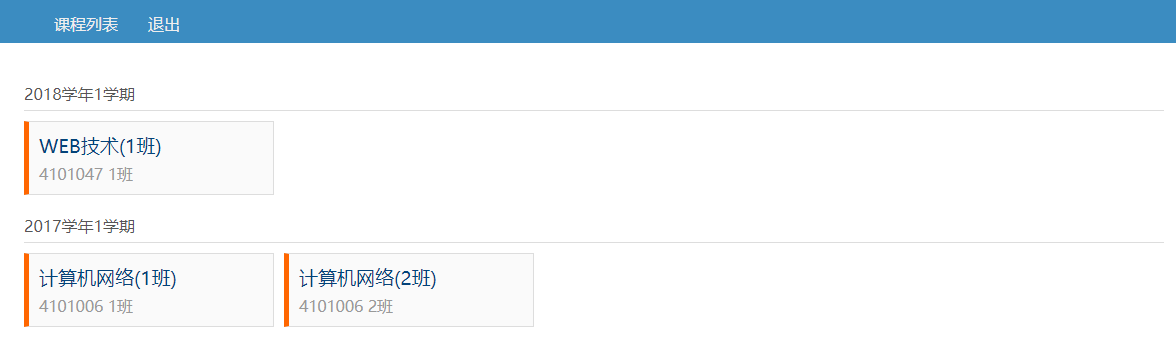 课程列表 退出
2018学年1学期
WEB技术(1班)
4101047 1班
2017学年1学期
计算机网络(1班)
4101006 1班
计算机网络(2班)
4101006 2班